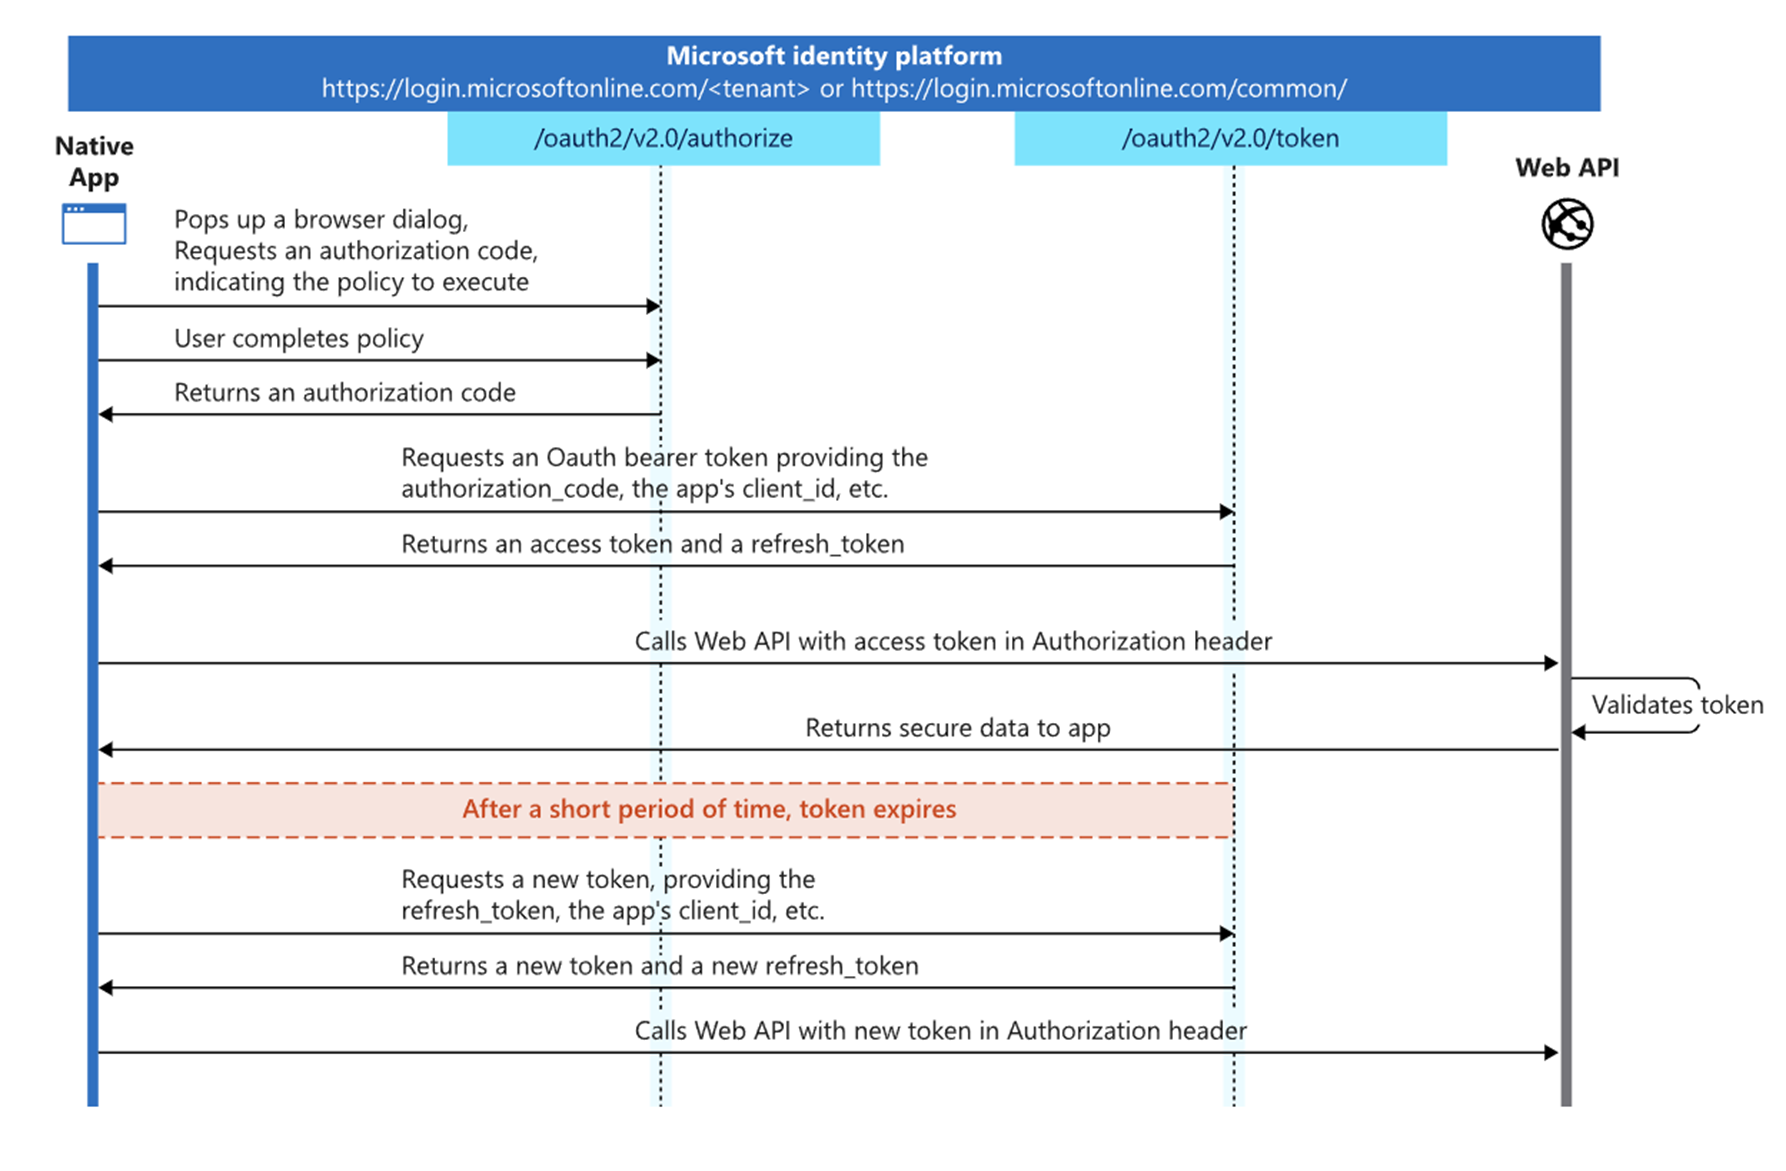 Microsoft identity platform
https://login.microsoftonline.com/<tenant> or https://login.microsoftonline.com/common/
/oauth2/v2.0/authorize
/oauth2/v2.0/token
Native
App
Web API
Pops up a browser dialog,
Requests an authorization code,
indicating the policy to execute
User completes policy
Returns an authorization code
Requests an Oauth bearer token providing the
authorization_code, the app's client_id, etc.
Returns an access token and a refresh_token
Calls Web API with access token in Authorization header
Validates token
Returns secure data to app
After a short period of time, token expires
Requests a new token, providing the
refresh_token, the app's client_id, etc.
Returns a new token and a new refresh_token
Calls Web API with new token in Authorization header